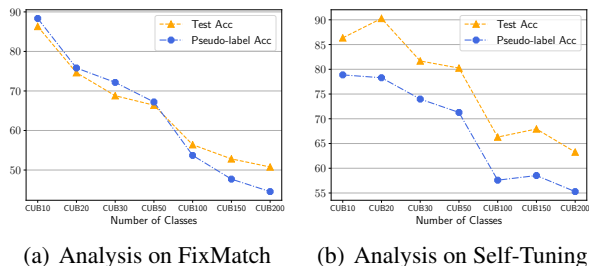 90
80
70
60
50
CUB10 CUB20 CUB30 CUB50 CUB100 CUB150 CUB200
Number of Classes
Test Acc
Pseudo-label Acc
(a) Analysis on FixMatch
90
85
80
75
70
65
60
55
CUB10 CUB20 CUB30 CUB50 CUB100 CUB150 CUB200
Number of Classes
Test Acc
Pseudo-label Acc
(b) Analysis on Self-Tuning